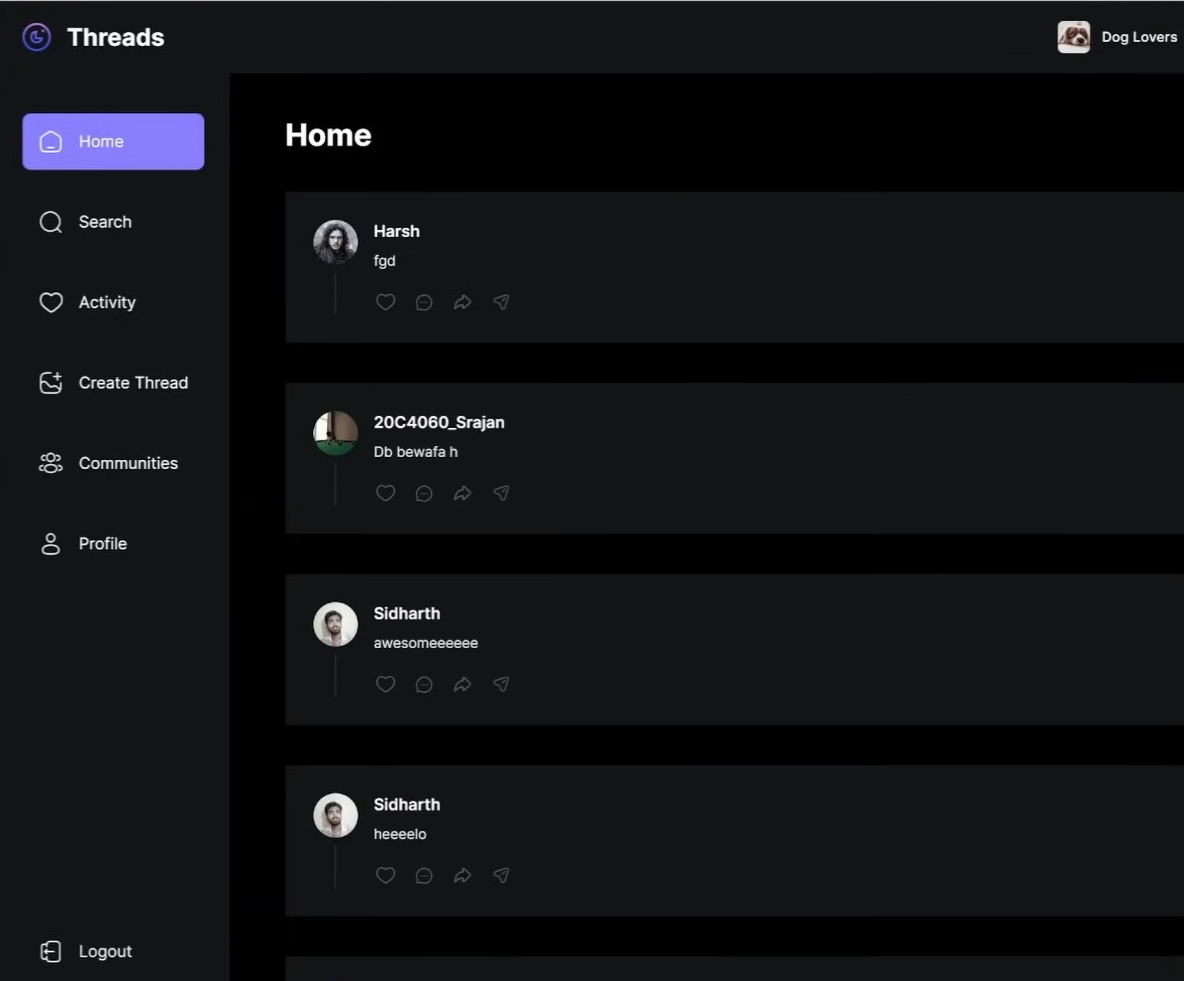 Threads
Dog Lovers
Home
Search
Activity
Create Thread
Communities
Profile
Logout
Home
Harsh
fgd
20C4060_Srajan
Db bewafa h
Sidharth
awesomeeeeee
Sidharth
heeeelo